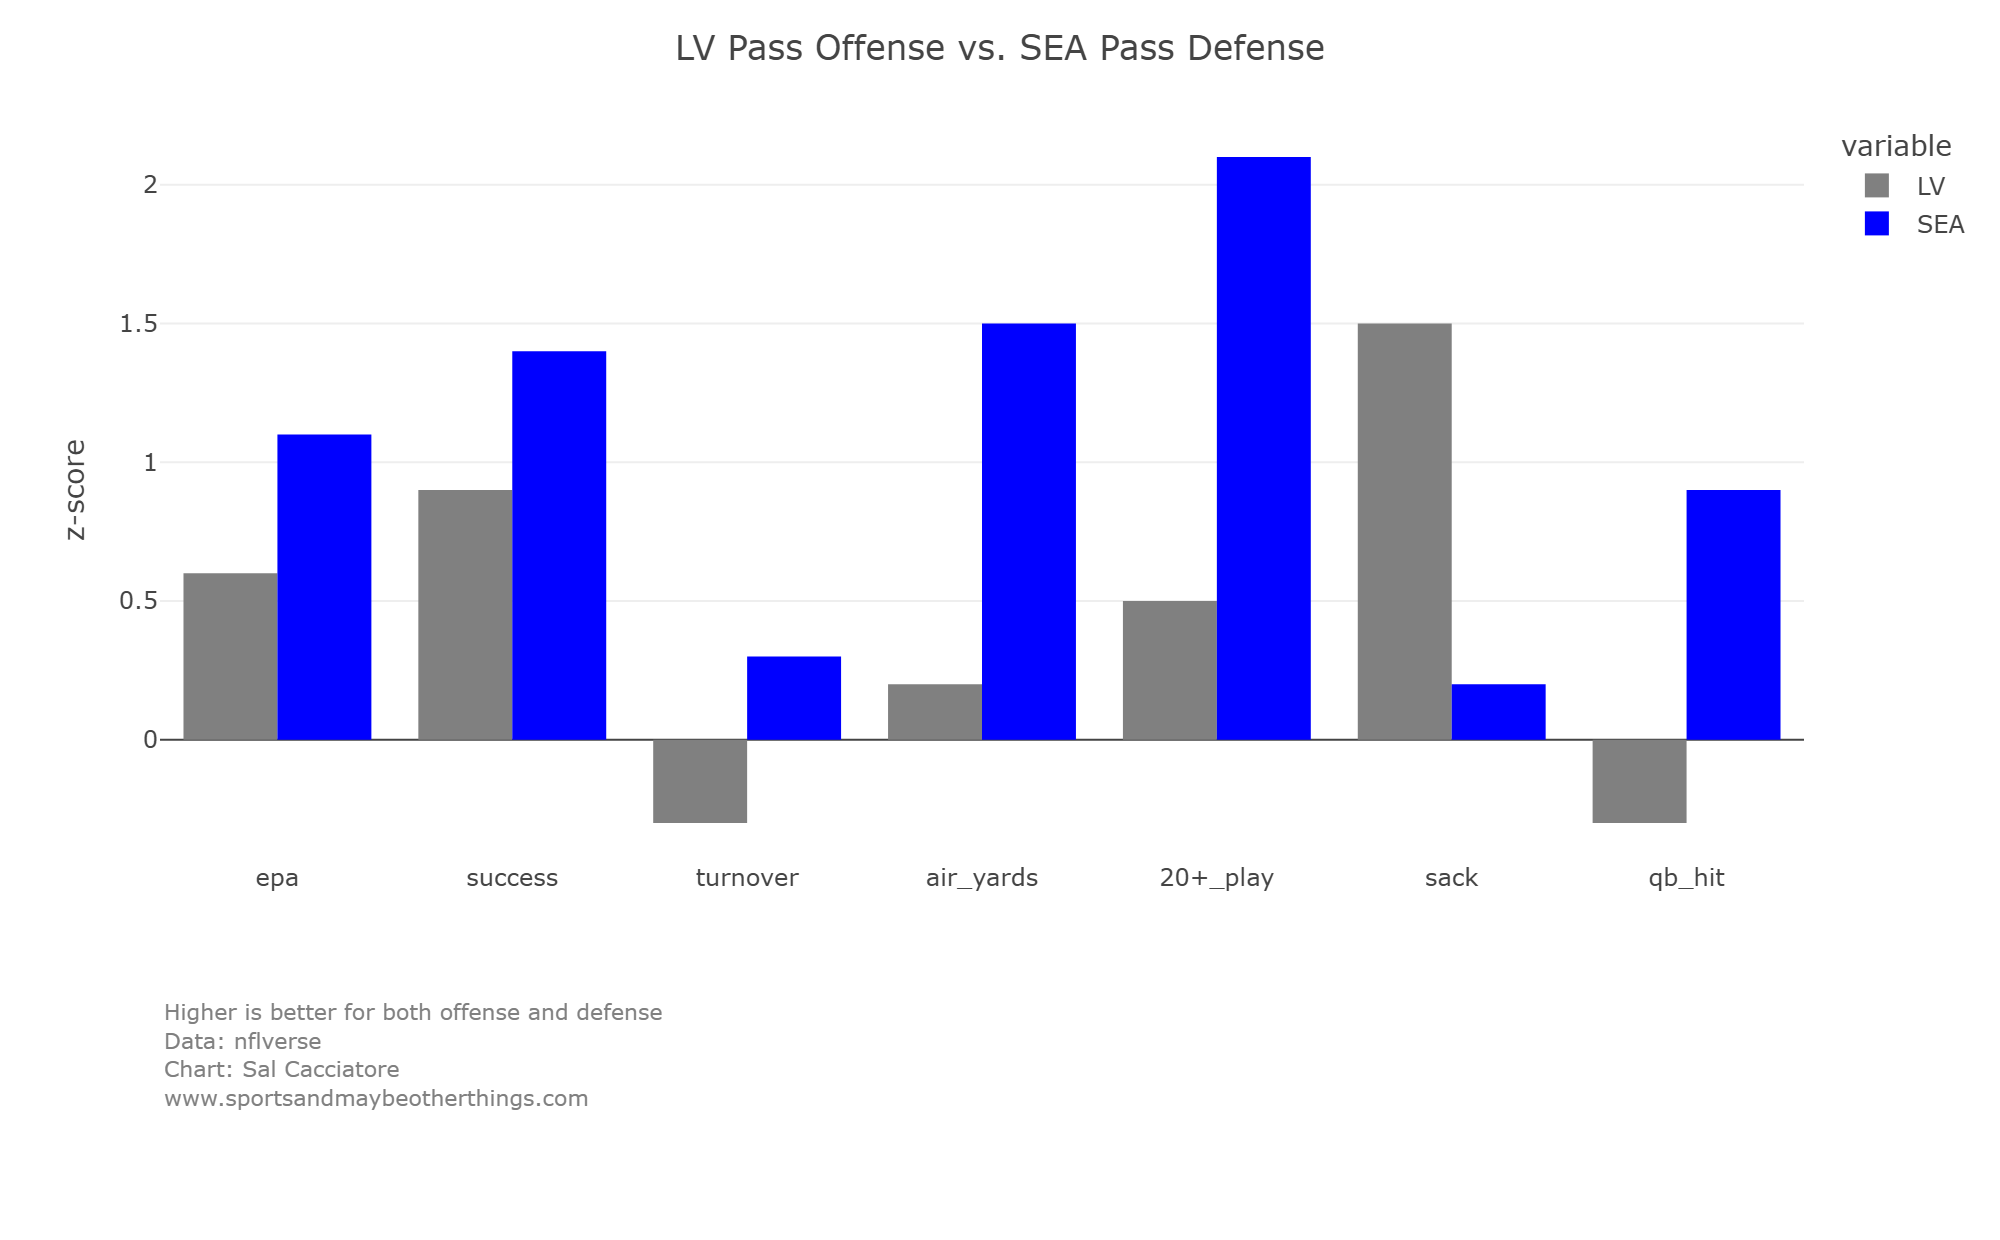 LV Pass Offense vs. SEA Pass Defense
variable
LV
SEA
2
1.5
1
0.5
0
z-score
epa success turnover air_yards 20+_play sack qb_hit
Higher is better for both offense and defense
Data: nflverse
Chart: Sal Cacciatore
www.sportsandmaybeotherthings.com